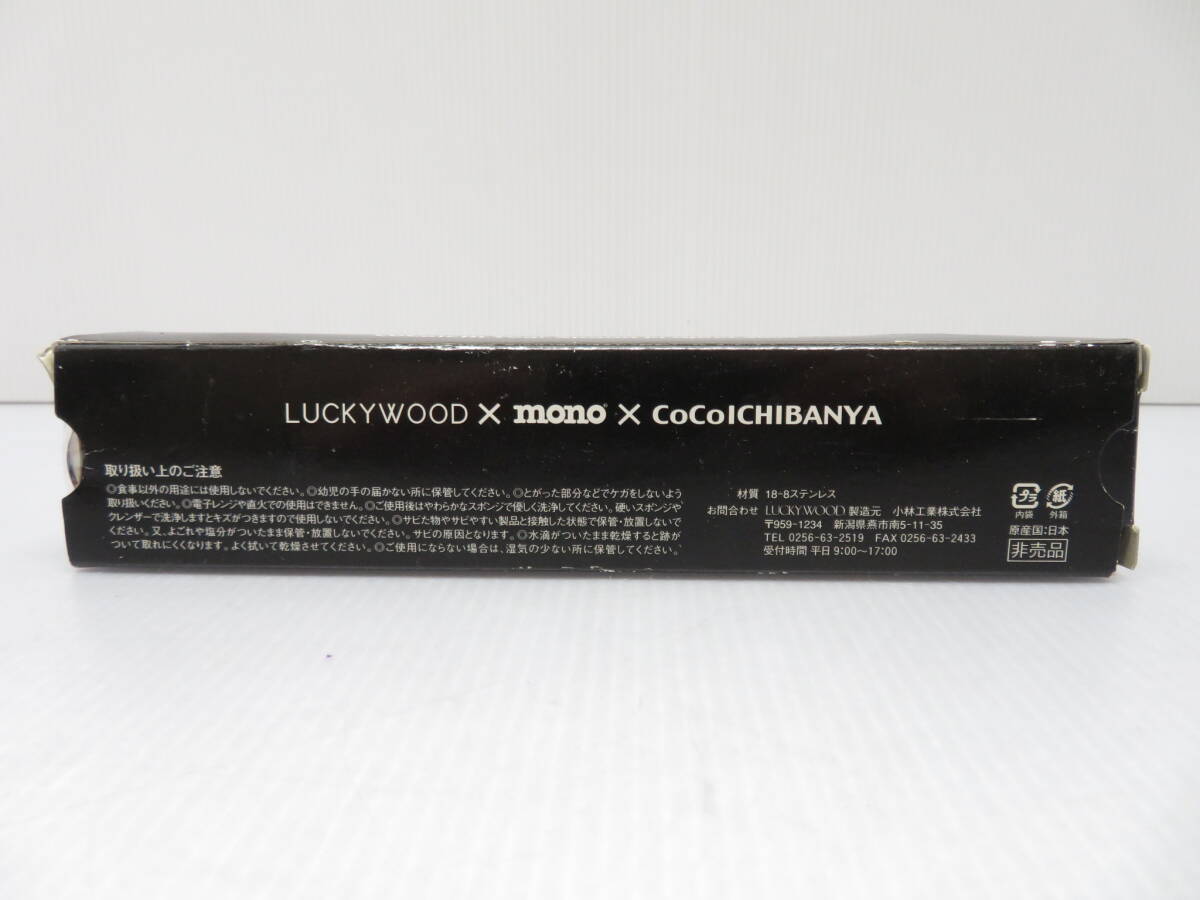 LUCKYWOOD × mono® × CoCoICHIBANYA
取り扱い上のご注意
◎食事以外の用途には使用しないでください。◎幼児の手の届かない所に保管してください。◎とがった部分などでケガをしないよう
取り扱いください。◎電子レンジや直火での使用はできません。◎ご使用後はやわらかなスポンジで優しく洗浄してください。硬いスポンジや
クレンザーで洗浄しますとキズがつきますので使用しないでください。◎サビた物やサビやすい製品と接触した状態で保管・放置しないで
ください。又、よごれや塩分がついたまま保管・放置しないでください。サビの原因となります。◎水滴がついたまま乾燥すると跡が
ついて取れにくくなります。よく拭いて乾燥させてください。◎ご使用にならない場合は、湿気の少ない所に保管してください。
材質 18-8ステンレス
お問合わせ LUCKYWOOD 製造元 小林工業株式会社
〒959-1234 新潟県燕市南5-11-35
TEL 0256-63-2519 FAX 0256-63-2433
受付時間 平日 9:00〜17:00
プラ 紙
内袋 外箱
原産国:日本
非売品